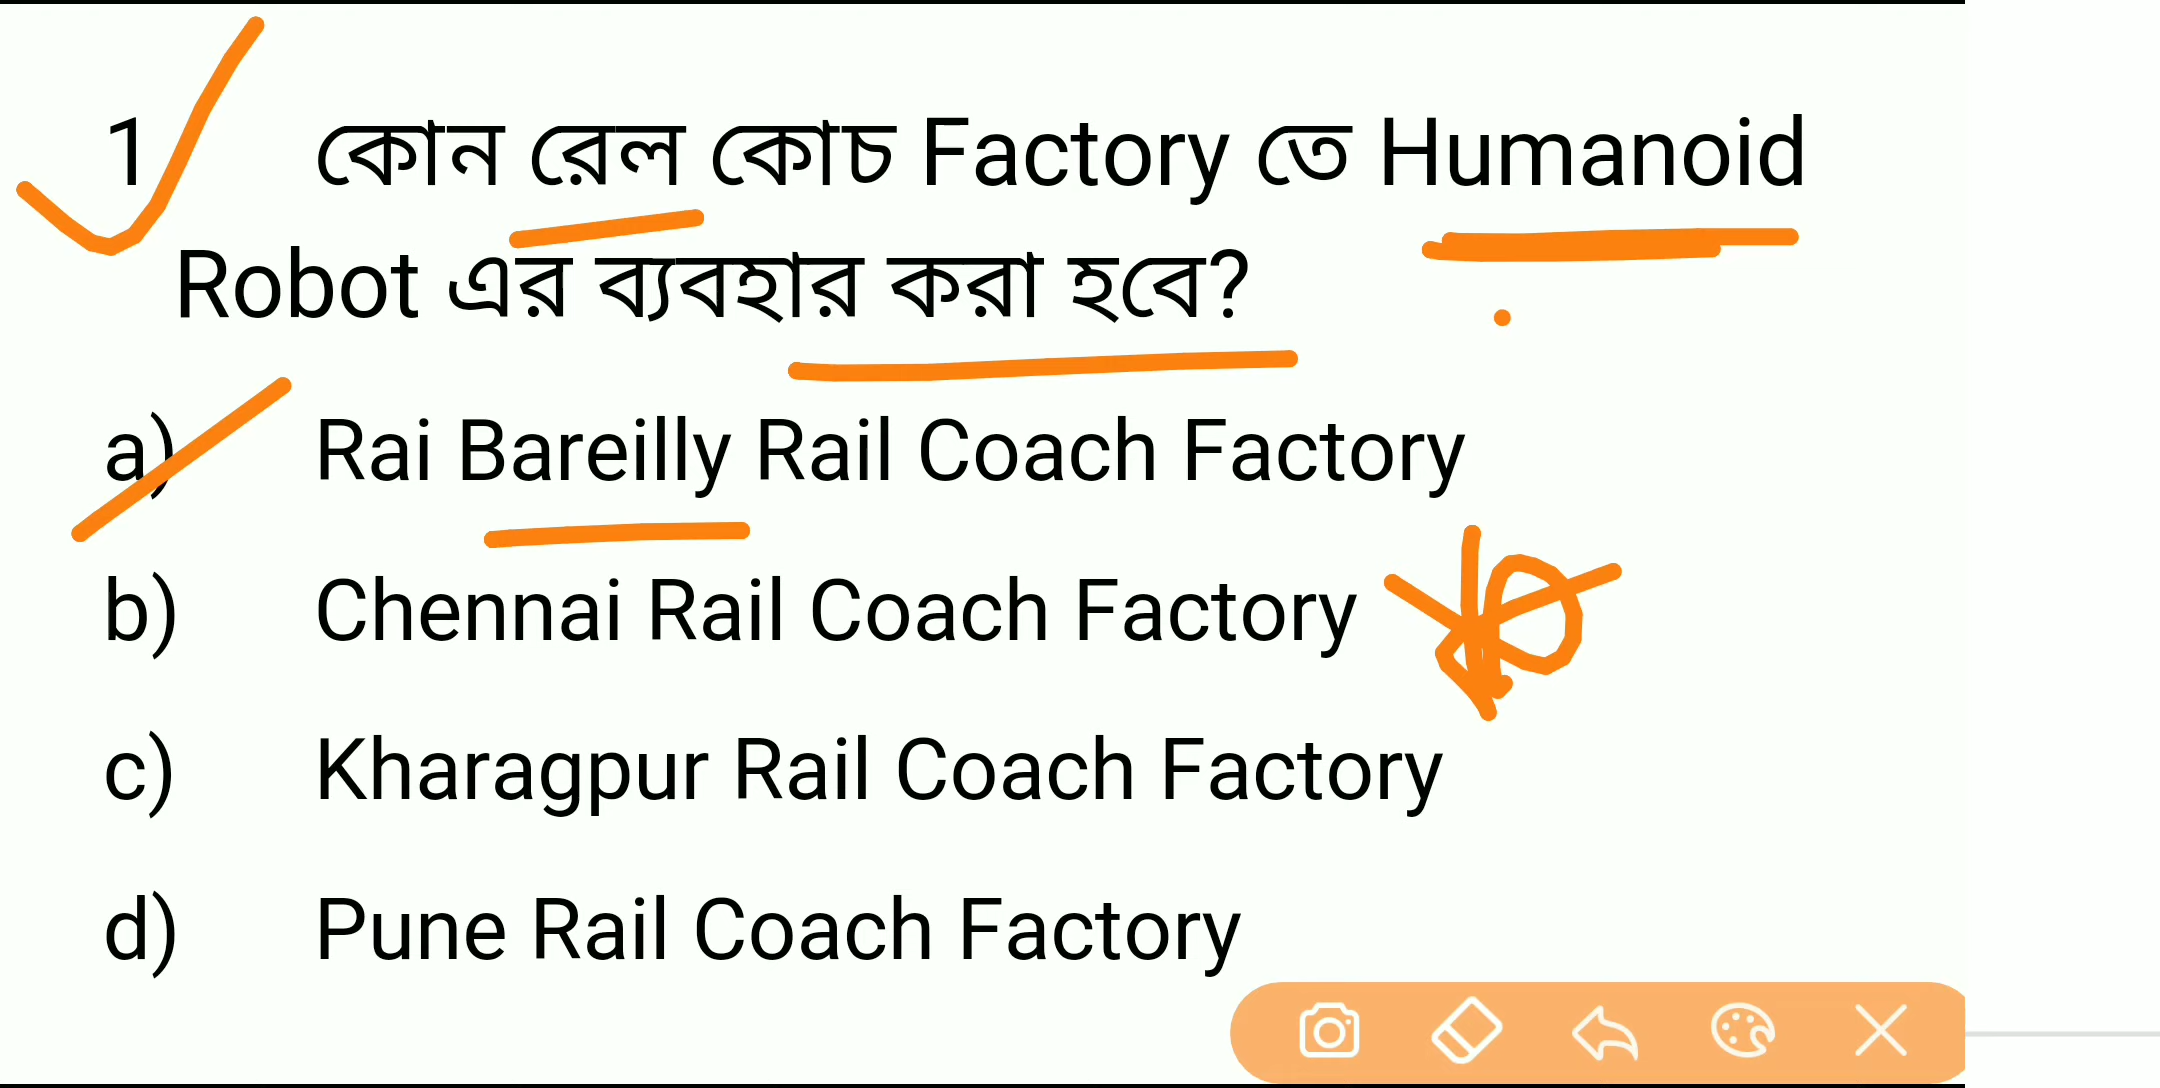 1 কোন রেল কোচ Factory তে Humanoid
Robot এর ব্যবহার করা হবে?
a) Rai Bareilly Rail Coach Factory
b) Chennai Rail Coach Factory
c) Kharagpur Rail Coach Factory
d) Pune Rail Coach Factory